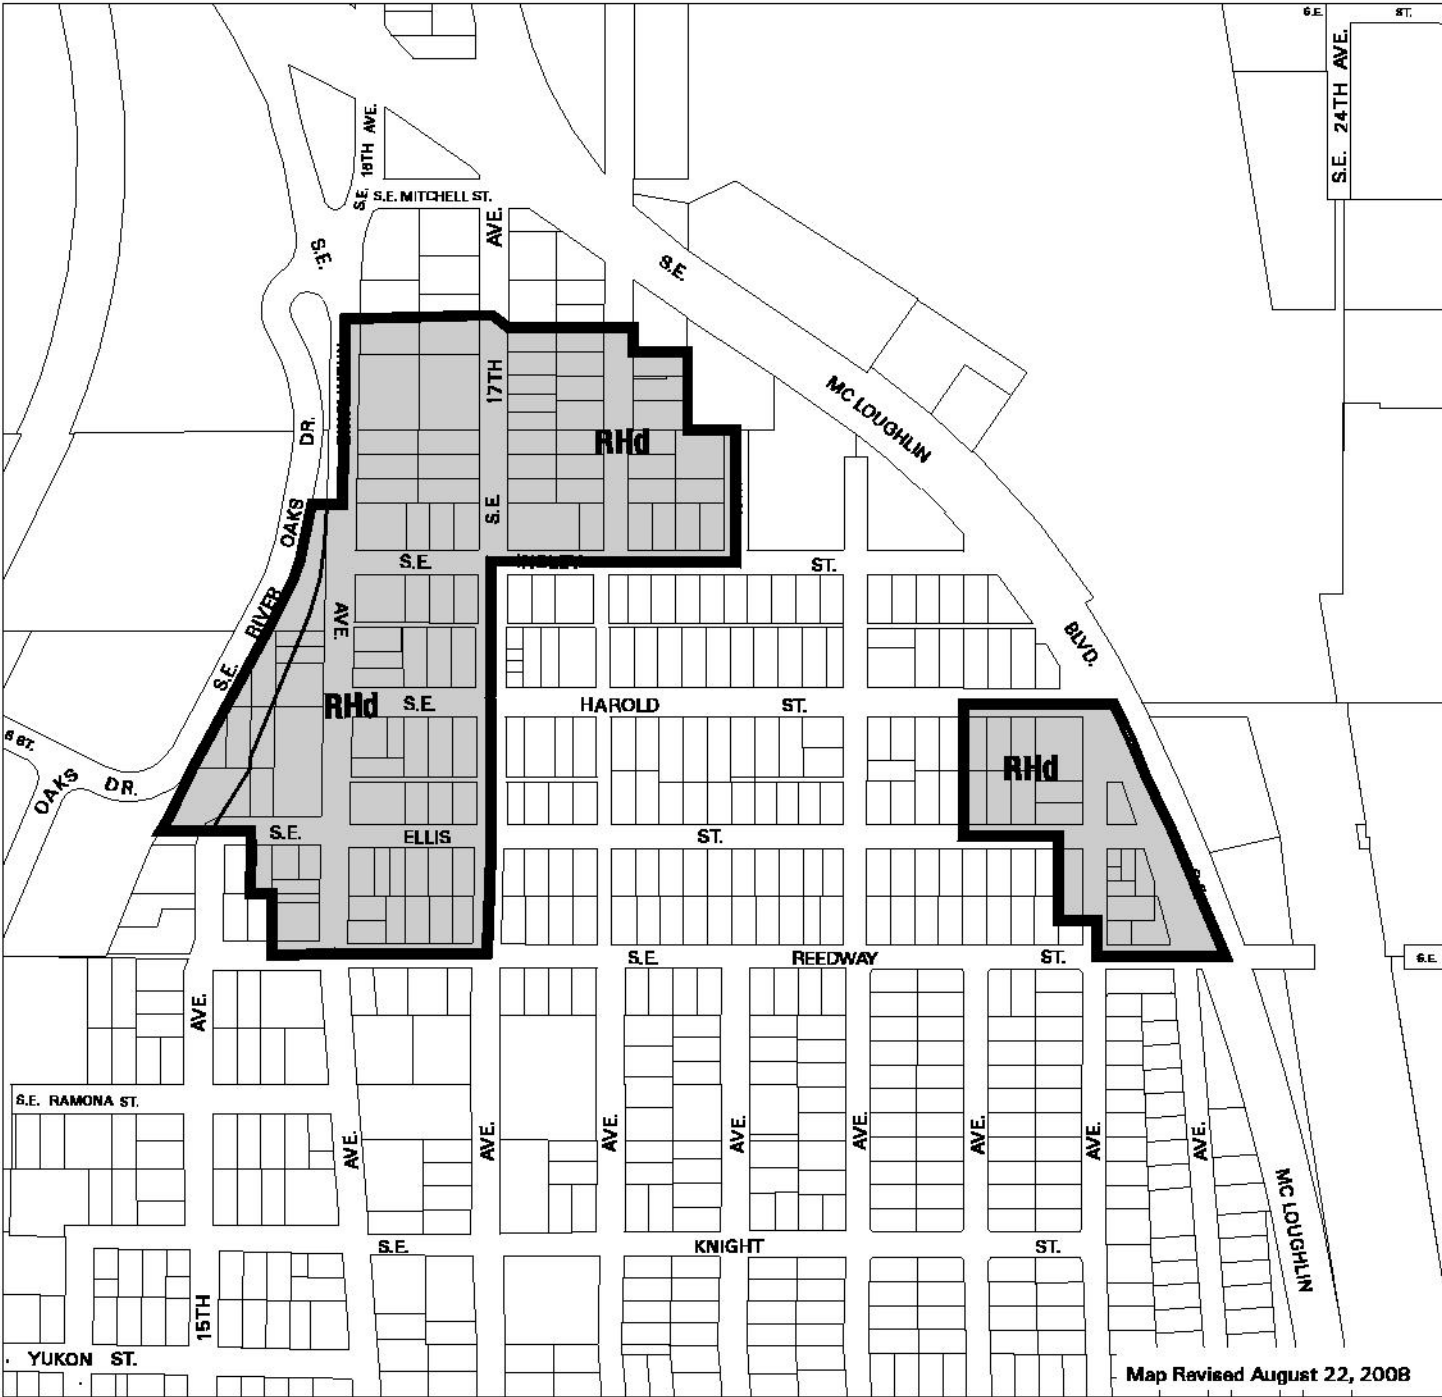 S.E. ST.
S.E. 24TH AVE.
S.E. 16TH AVE.
S.E. MITCHELL ST.
AVE.
S.E.
S.E.
MC LOUGHLIN
BLVD.
17TH
S.E.
DR.
OAKS
RIVER
S.E.
RHd
S.E.
ST.
AVE.
RHd
S.E. HAROLD ST.
RHd
S ST.
OAKS DR.
S.E. ELLIS ST.
S.E. REEDWAY ST.
S.E.
AVE.
S.E. RAMONA ST.
AVE.
AVE.
AVE.
AVE.
AVE.
AVE.
AVE.
AVE.
MC LOUGHLIN
S.E. KNIGHT ST.
15TH
YUKON ST.
Map Revised August 22, 2008